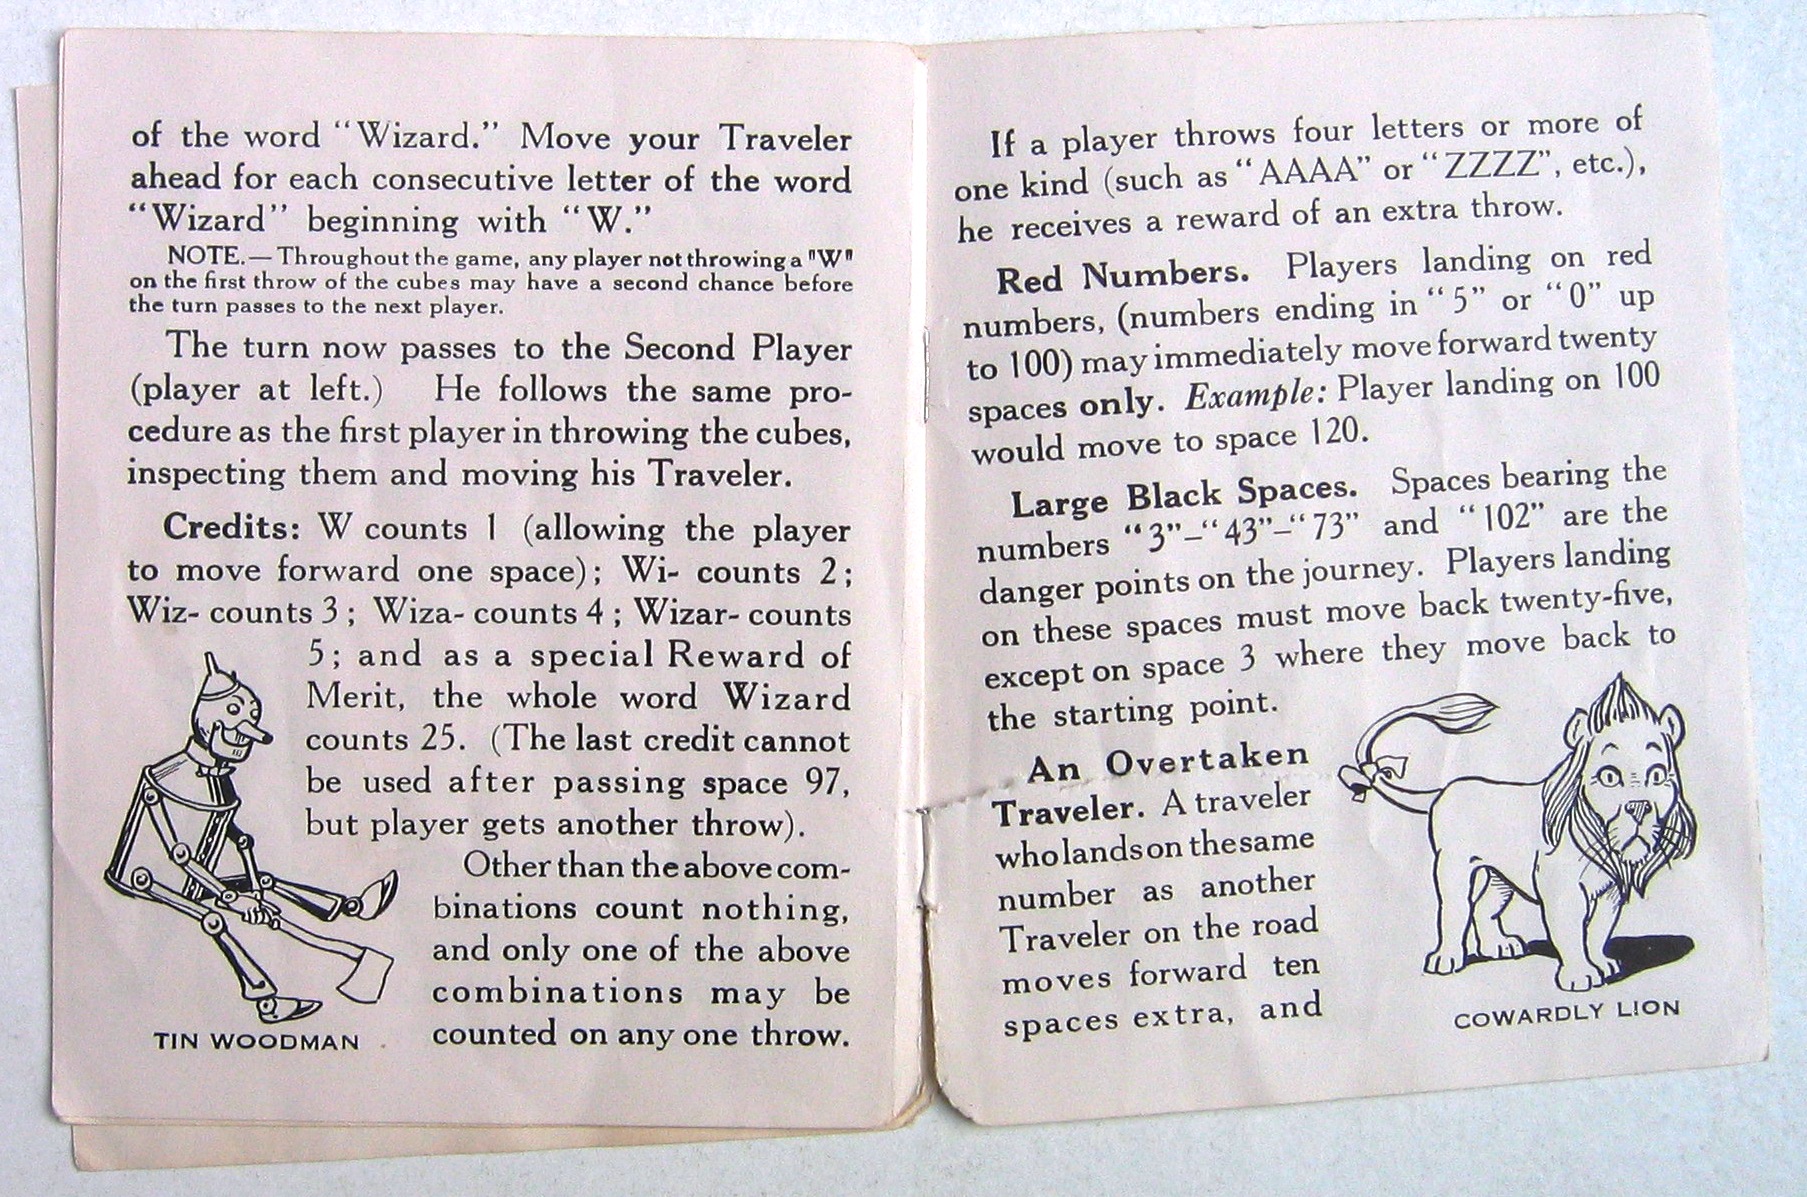 of the word “Wizard.” Move your Traveler
ahead for each consecutive letter of the word
“Wizard” beginning with “W.”
NOTE.— Throughout the game, any player not throwing a "W"
on the first throw of the cubes may have a second chance before
the turn passes to the next player.
The turn now passes to the Second Player
(player at left.) He follows the same pro-
cedure as the first player in throwing the cubes,
inspecting them and moving his Traveler.
Credits: W counts 1 (allowing the player
to move forward one space); Wi- counts 2;
Wiz- counts 3; Wiza- counts 4; Wizar- counts
5; and as a special Reward of
Merit, the whole word Wizard
counts 25. (The last credit cannot
be used after passing space 97,
but player gets another throw).
Other than the above com-
binations count nothing,
and only one of the above
combinations may be
counted on any one throw.
TIN WOODMAN
If a player throws four letters or more of
one kind (such as “AAAA” or “ZZZZ”, etc.),
he receives a reward of an extra throw.
Red Numbers. Players landing on red
numbers, (numbers ending in “5” or “0” up
to 100) may immediately move forward twenty
spaces only. Example: Player landing on 100
would move to space 120.
Large Black Spaces. Spaces bearing the
numbers “3”–“43”–“73” and “102” are the
danger points on the journey. Players landing
on these spaces must move back twenty-five,
except on space 3 where they move back to
the starting point.
An Overtaken
Traveler. A traveler
who lands on the same
number as another
Traveler on the road
moves forward ten
spaces extra, and
COWARDLY LION